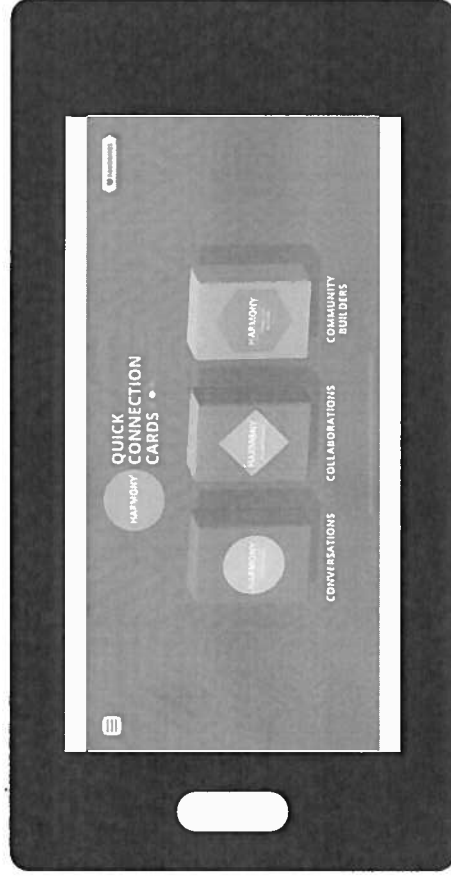 HARMONY
QUICK
CONNECTION
CARDS
HARMONY
HARMONY
HARMONY
CONVERSATIONS
COLLABORATIONS
COMMUNITY
BUILDERS